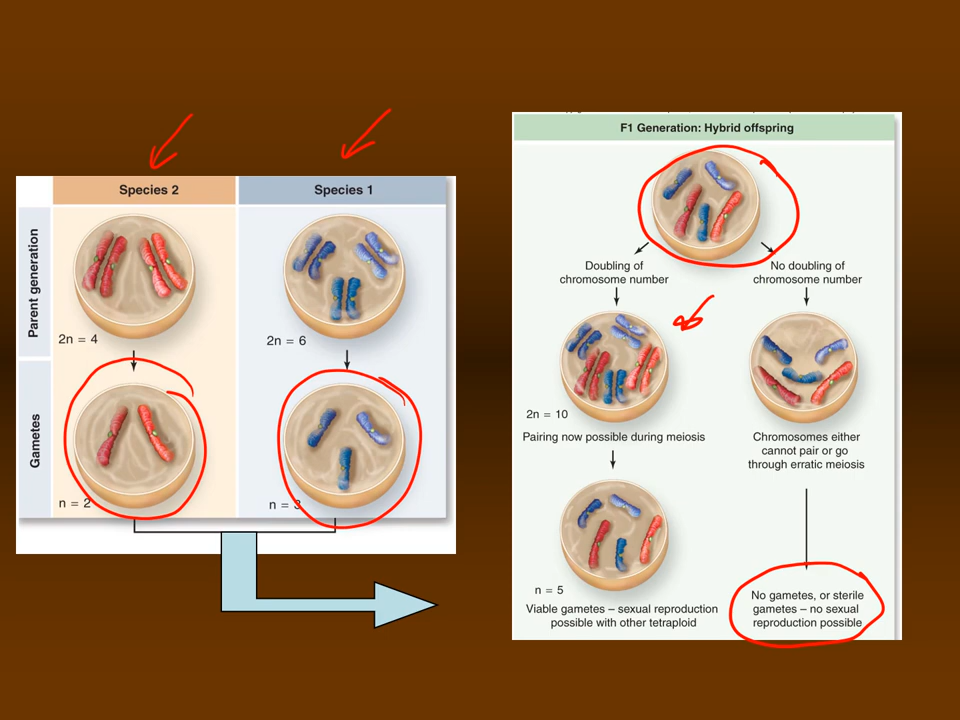 Species 2
Species 1
Parent generation
2n = 4
2n = 6
Gametes
n = 2
n = 3
F1 Generation: Hybrid offspring
Doubling of
chromosome number
No doubling of
chromosome number
2n = 10
Pairing now possible during meiosis
Chromosomes either
cannot pair or go
through erratic meiosis
n = 5
Viable gametes – sexual reproduction
possible with other tetraploid
No gametes, or sterile
gametes – no sexual
reproduction possible